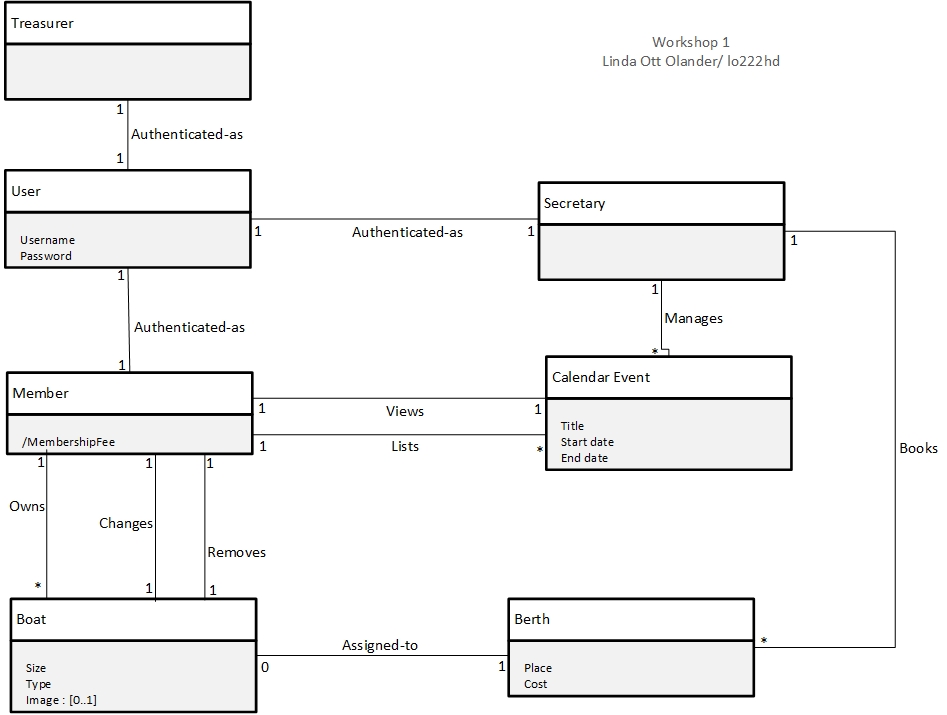 Treasurer
Workshop 1
Linda Ott Olander/ lo222hd
1
Authenticated-as
1
User
Username
Password
1
Authenticated-as
1
Secretary
1
1
Authenticated-as
1
1
Manages
*
Member
/MembershipFee
Calendar Event
Title
Start date
End date
1
Views
1
1
Lists
*
Books
1
Owns
*
1
Changes
1
1
Removes
1
Boat
Size
Type
Image : [0..1]
0
Assigned-to
1
Berth
Place
Cost
*